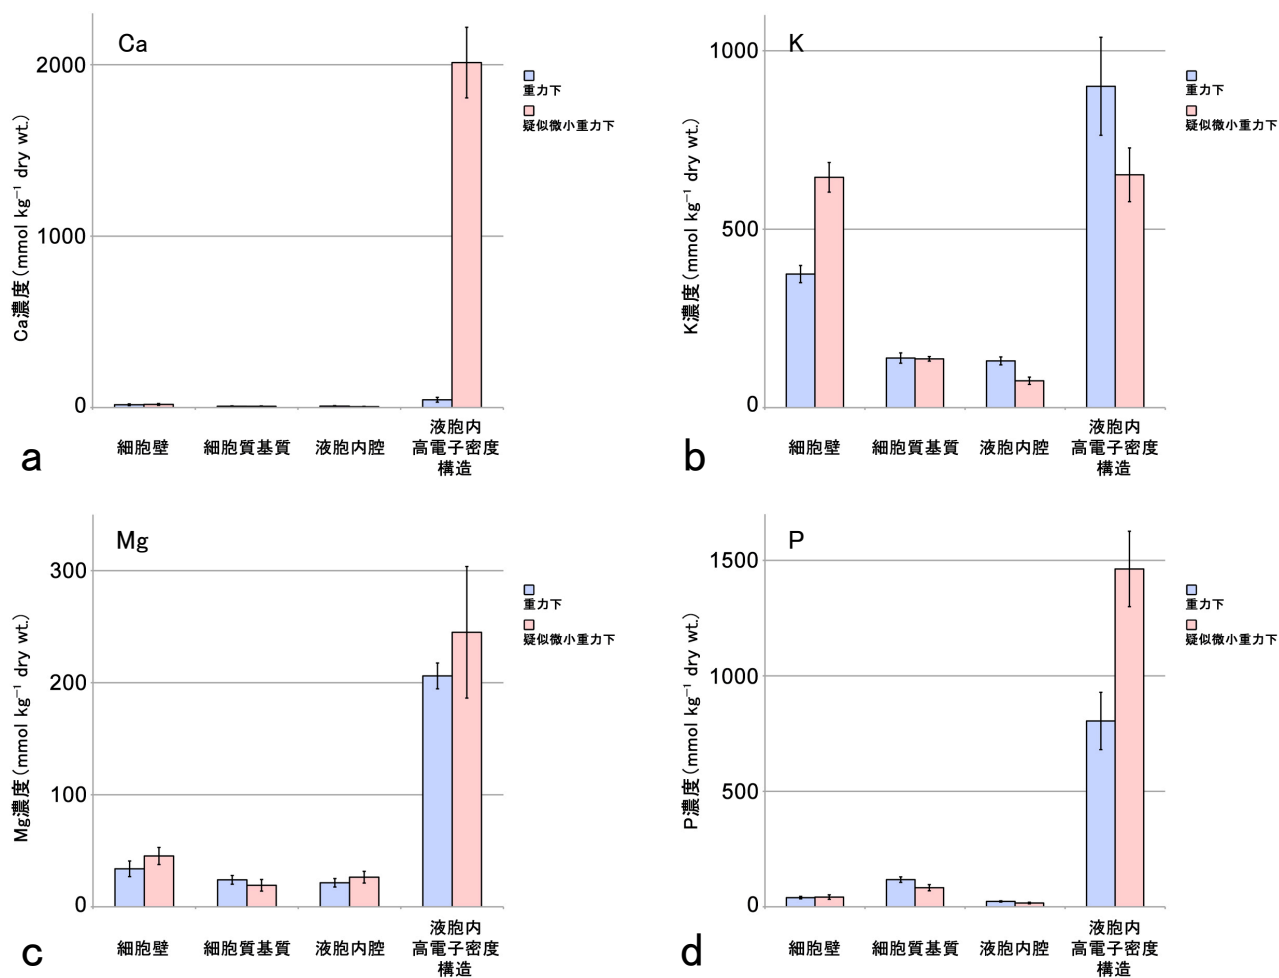 Ca
2000
1000
0
Ca濃度(mmol kg⁻¹ dry wt.)
重力下
疑似微小重力下
細胞壁
細胞質基質
液胞内腔
液胞内
高電子密度
構造
a
K
1000
500
0
K濃度(mmol kg⁻¹ dry wt.)
重力下
疑似微小重力下
細胞壁
細胞質基質
液胞内腔
液胞内
高電子密度
構造
b
Mg
300
200
100
0
Mg濃度(mmol kg⁻¹ dry wt.)
重力下
疑似微小重力下
細胞壁
細胞質基質
液胞内腔
液胞内
高電子密度
構造
c
P
1500
1000
500
0
P濃度(mmol kg⁻¹ dry wt.)
重力下
疑似微小重力下
細胞壁
細胞質基質
液胞内腔
液胞内
高電子密度
構造
d